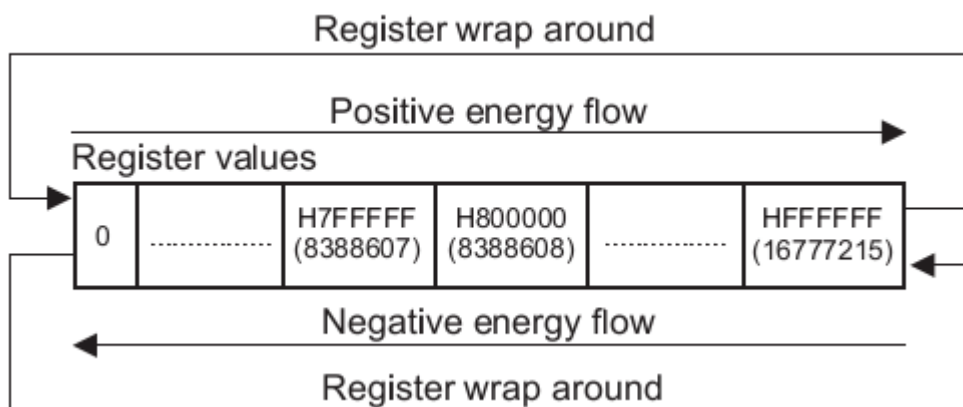 Register wrap around
Positive energy flow
Register values
0
H7FFFFF
(8388607)
H800000
(8388608)
HFFFFFF
(16777215)
Negative energy flow
Register wrap around